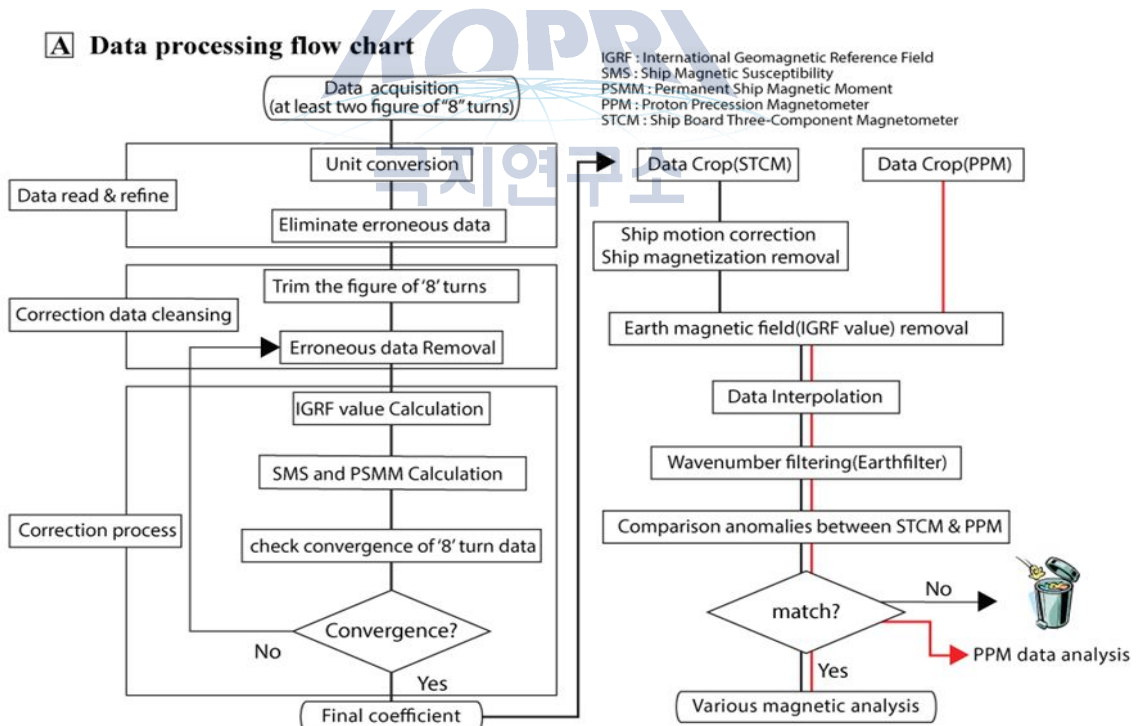 KOPRI
극지연구소
A Data processing flow chart
IGRF : International Geomagnetic Reference Field
SMS : Ship Magnetic Susceptibility
PSMM : Permanent Ship Magnetic Moment
PPM : Proton Precession Magnetometer
STCM : Ship Board Three-Component Magnetometer
Data acquisition
(at least two figure of "8" turns)
Data read & refine
Unit conversion
Eliminate erroneous data
Correction data cleansing
Trim the figure of '8' turns
Erroneous data Removal
Correction process
IGRF value Calculation
SMS and PSMM Calculation
check convergence of '8' turn data
Convergence?
No
Yes
Final coefficient
Data Crop(STCM)
Data Crop(PPM)
Ship motion correction
Ship magnetization removal
Earth magnetic field(IGRF value) removal
Data Interpolation
Wavenumber filtering(Earthfilter)
Comparison anomalies between STCM & PPM
match?
No
PPM data analysis
Yes
Various magnetic analysis